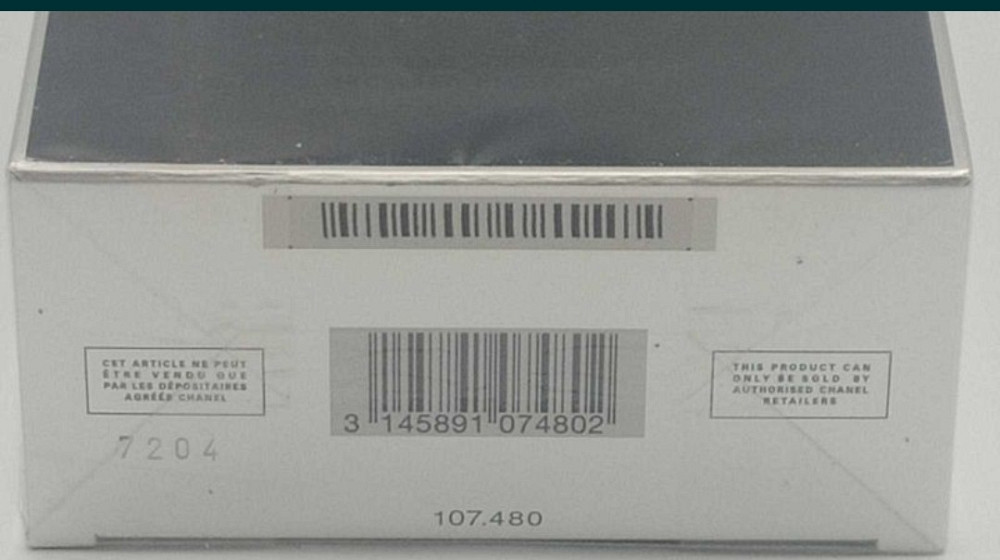 CET ARTICLE NE PEUT
ÊTRE VENDU QUE
PAR LES DÉPOSITAIRES
AGRÉÉS CHANEL
7204
3 145891 074802
107.480
THIS PRODUCT CAN
ONLY BE SOLD BY
AUTHORISED CHANEL
RETAILERS